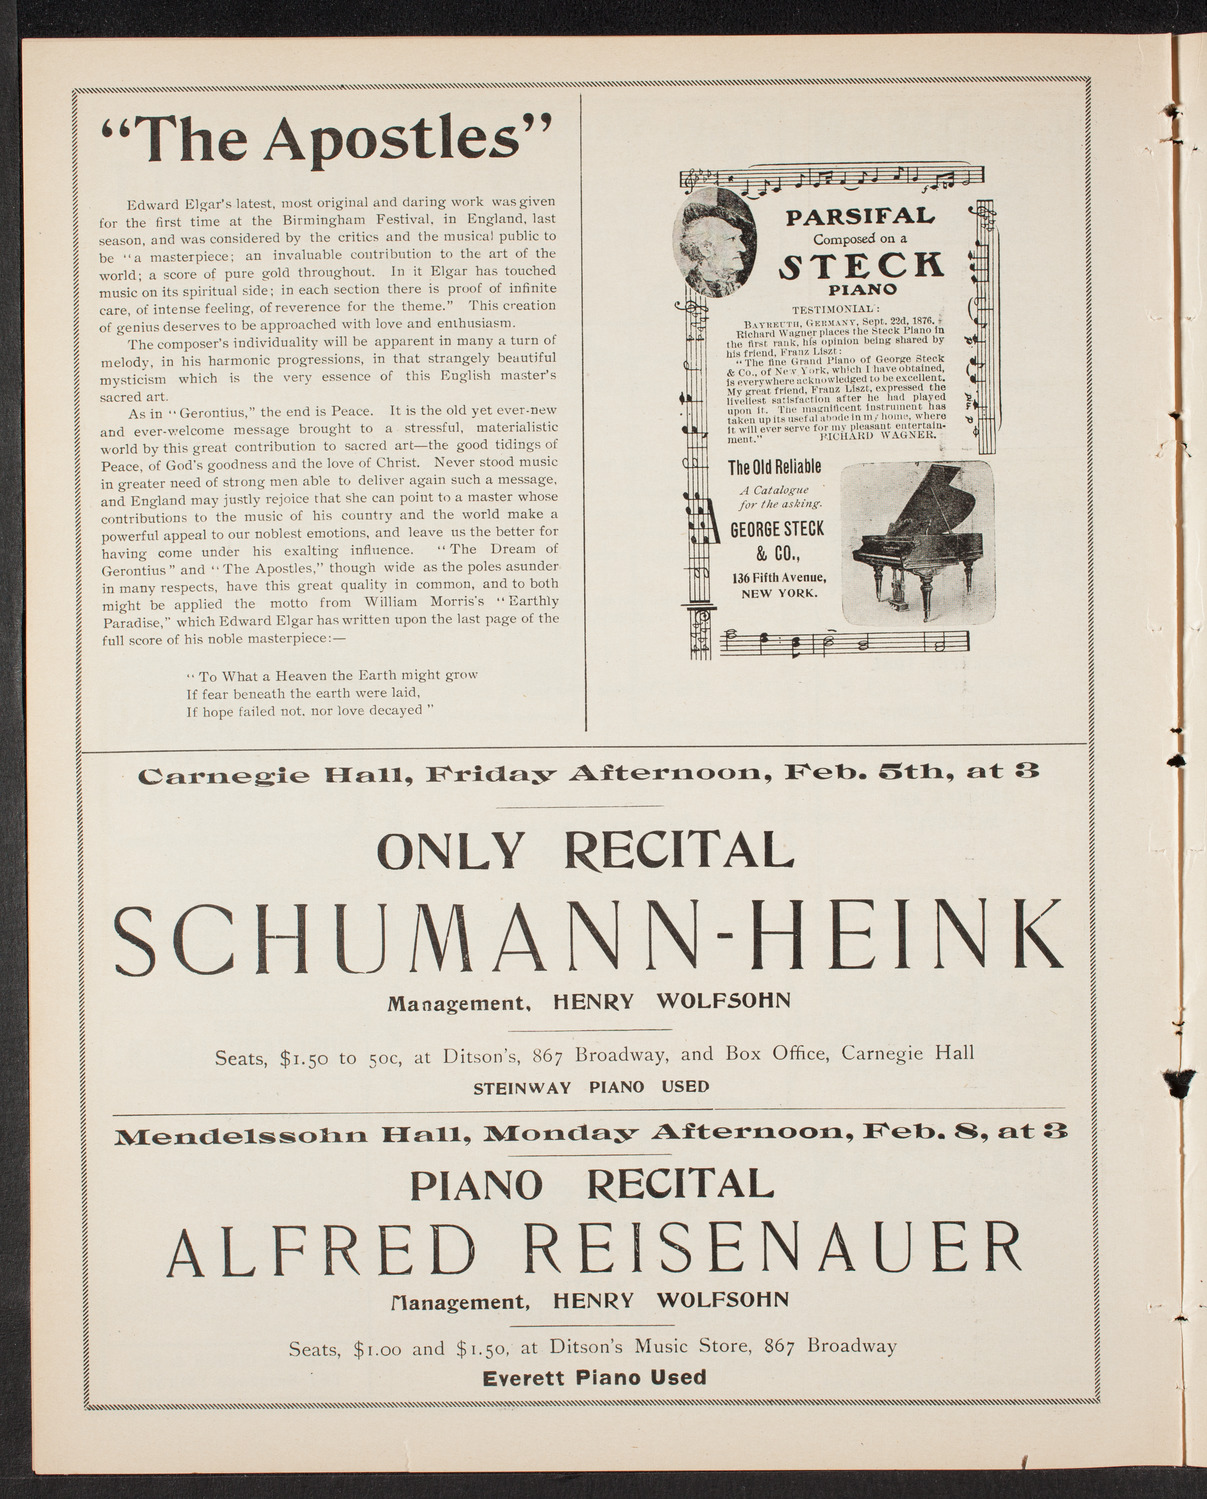 "The Apostles"
Edward Elgar's latest, most original and daring work was given
for the first time at the Birmingham Festival, in England, last
season, and was considered by the critics and the musical public to
be "a masterpiece; an invaluable contribution to the art of the
world; a score of pure gold throughout. In it Elgar has touched
music on its spiritual side; in each section there is proof of infinite
care, of intense feeling, of reverence for the theme." This creation
of genius deserves to be approached with love and enthusiasm.
The composer's individuality will be apparent in many a turn of
melody, in his harmonic progressions, in that strangely beautiful
mysticism which is the very essence of this English master's
sacred art.
As in "Gerontius," the end is Peace. It is the old yet ever-new
and ever-welcome message brought to a stressful, materialistic
world by this great contribution to sacred art—the good tidings of
Peace, of God's goodness and the love of Christ. Never stood music
in greater need of strong men able to deliver again such a message,
and England may justly rejoice that she can point to a master whose
contributions to the music of his country and the world make a
powerful appeal to our noblest emotions, and leave us the better for
having come under his exalting influence. "The Dream of
Gerontius" and "The Apostles," though wide as the poles asunder
in many respects, have this great quality in common, and to both
might be applied the motto from William Morris's "Earthly
Paradise," which Edward Elgar has written upon the last page of the
full score of his noble masterpiece:—
"To What a Heaven the Earth might grow
If fear beneath the earth were laid,
If hope failed not, nor love decayed"
PARSIFAL
Composed on a
STECK
PIANO
TESTIMONIAL:
BAYREUTH, GERMANY, Sept. 22d, 1876.
Richard Wagner places the Steck Piano in
the first rank, his opinion being shared by
his friend, Franz Liszt:
"The fine Grand Piano of George Steck
& Co., of New York, which I have obtained,
is everywhere acknowledged to be excellent.
My great friend, Franz Liszt, expressed the
liveliest satisfaction after he had played
upon it. The magnificent instrument has
taken up its useful abode in my home, where
it will ever serve for my pleasant entertain-
ment." RICHARD WAGNER.
The Old Reliable
A Catalogue
for the asking.
GEORGE STECK
& CO.,
136 Fifth Avenue,
NEW YORK.
Carnegie Hall, Friday Afternoon, Feb. 5th, at 3
ONLY RECITAL
SCHUMANN-HEINK
Management, HENRY WOLFSOHN
Seats, $1.50 to 50c, at Ditson's, 867 Broadway, and Box Office, Carnegie Hall
STEINWAY PIANO USED
Mendelssohn Hall, Monday Afternoon, Feb. 8, at 3
PIANO RECITAL
ALFRED REISENAUER
Management, HENRY WOLFSOHN
Seats, $1.00 and $1.50, at Ditson's Music Store, 867 Broadway
Everett Piano Used